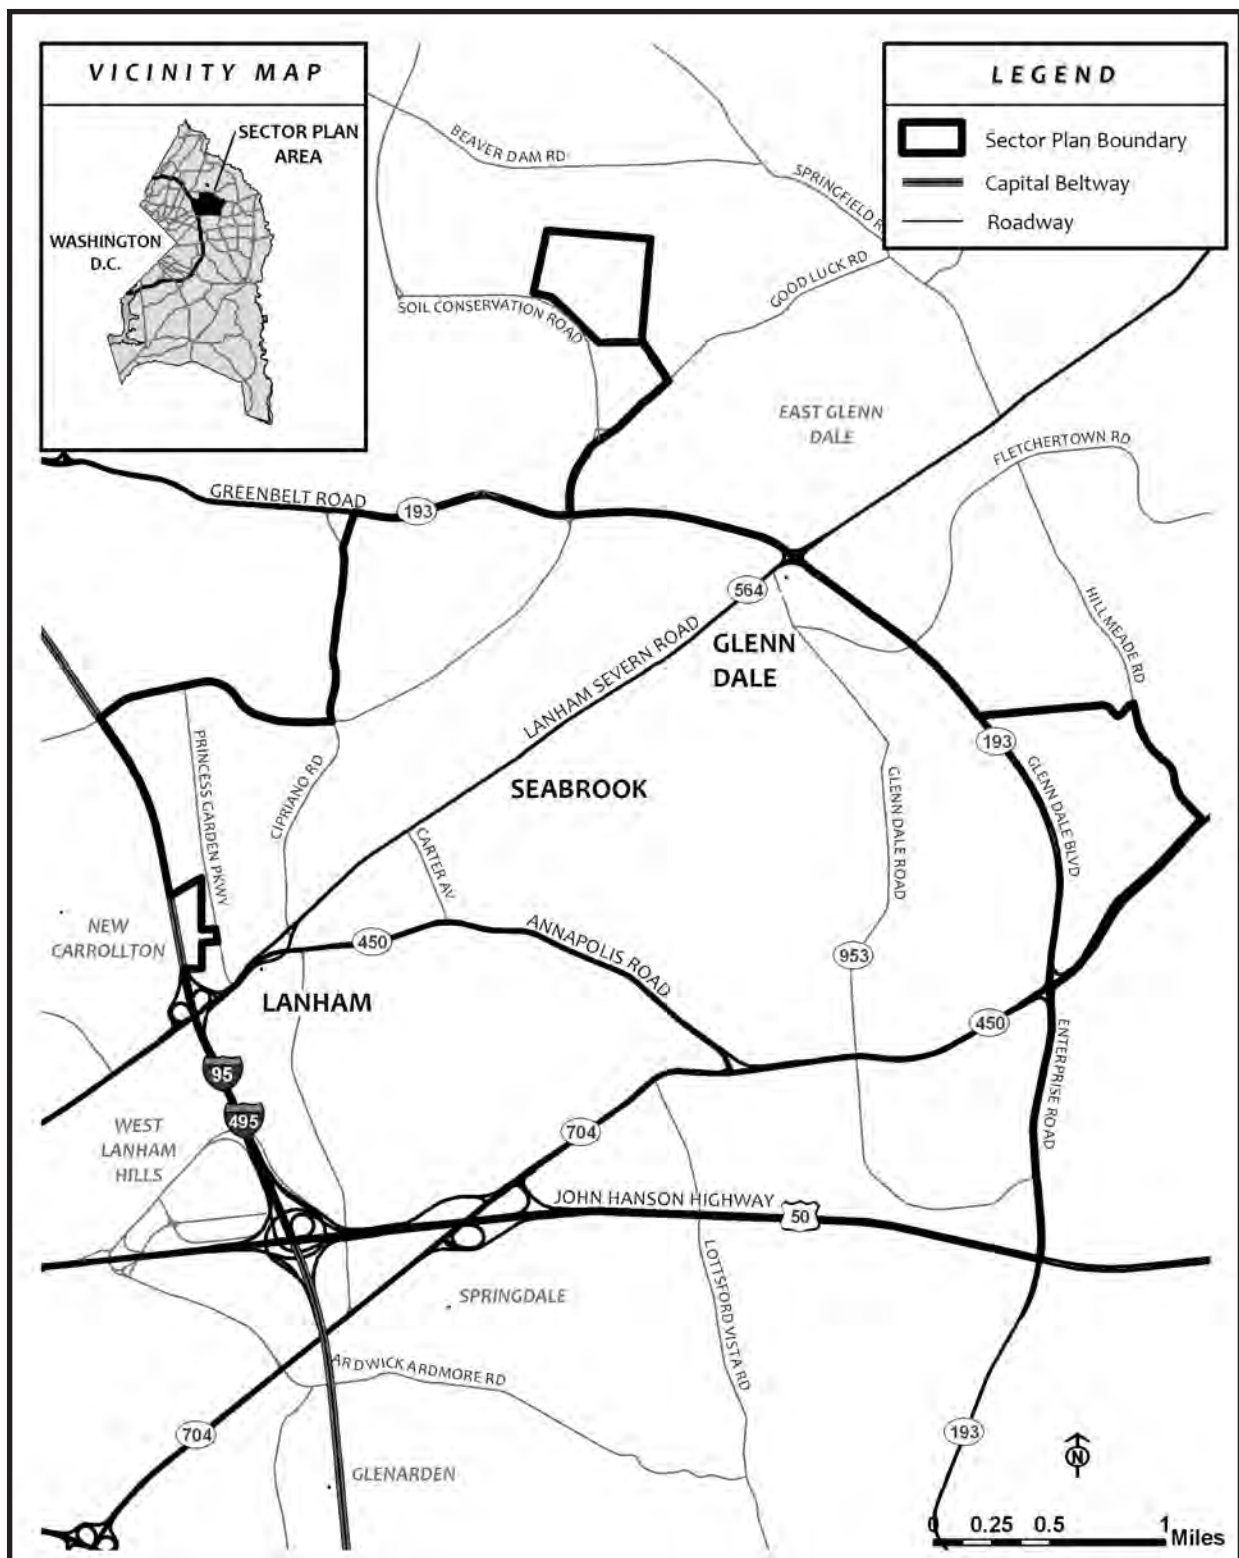 VICINITY MAP
SECTOR PLAN
AREA
WASHINGTON
D.C.
LEGEND
Sector Plan Boundary
Capital Beltway
Roadway
BEAVER DAM RD
SPRINGFIELD R
GOOD LUCK RD
SOIL CONSERVATION ROAD
EAST GLENN
DALE
FLETCHERTOWN RD
GREENBELT ROAD
193
564
HILLMEADE RD
GLENN
DALE
LANHAM SEVERN ROAD
193
PRINCESS GARDEN PKWY
CIPRIANO RD
SEABROOK
GLENN DALE BLVD
GLENN DALE ROAD
CARTER AV
NEW
CARROLLTON
450
ANNAPOLIS ROAD
953
LANHAM
450
ENTERPRISE ROAD
95
495
WEST
LANHAM
HILLS
704
JOHN HANSON HIGHWAY
50
LOTTSFORD VISTA RD
SPRINGDALE
ARDWICK ARDMORE RD
704
193
GLENARDEN
N
0 0.25 0.5 1
Miles